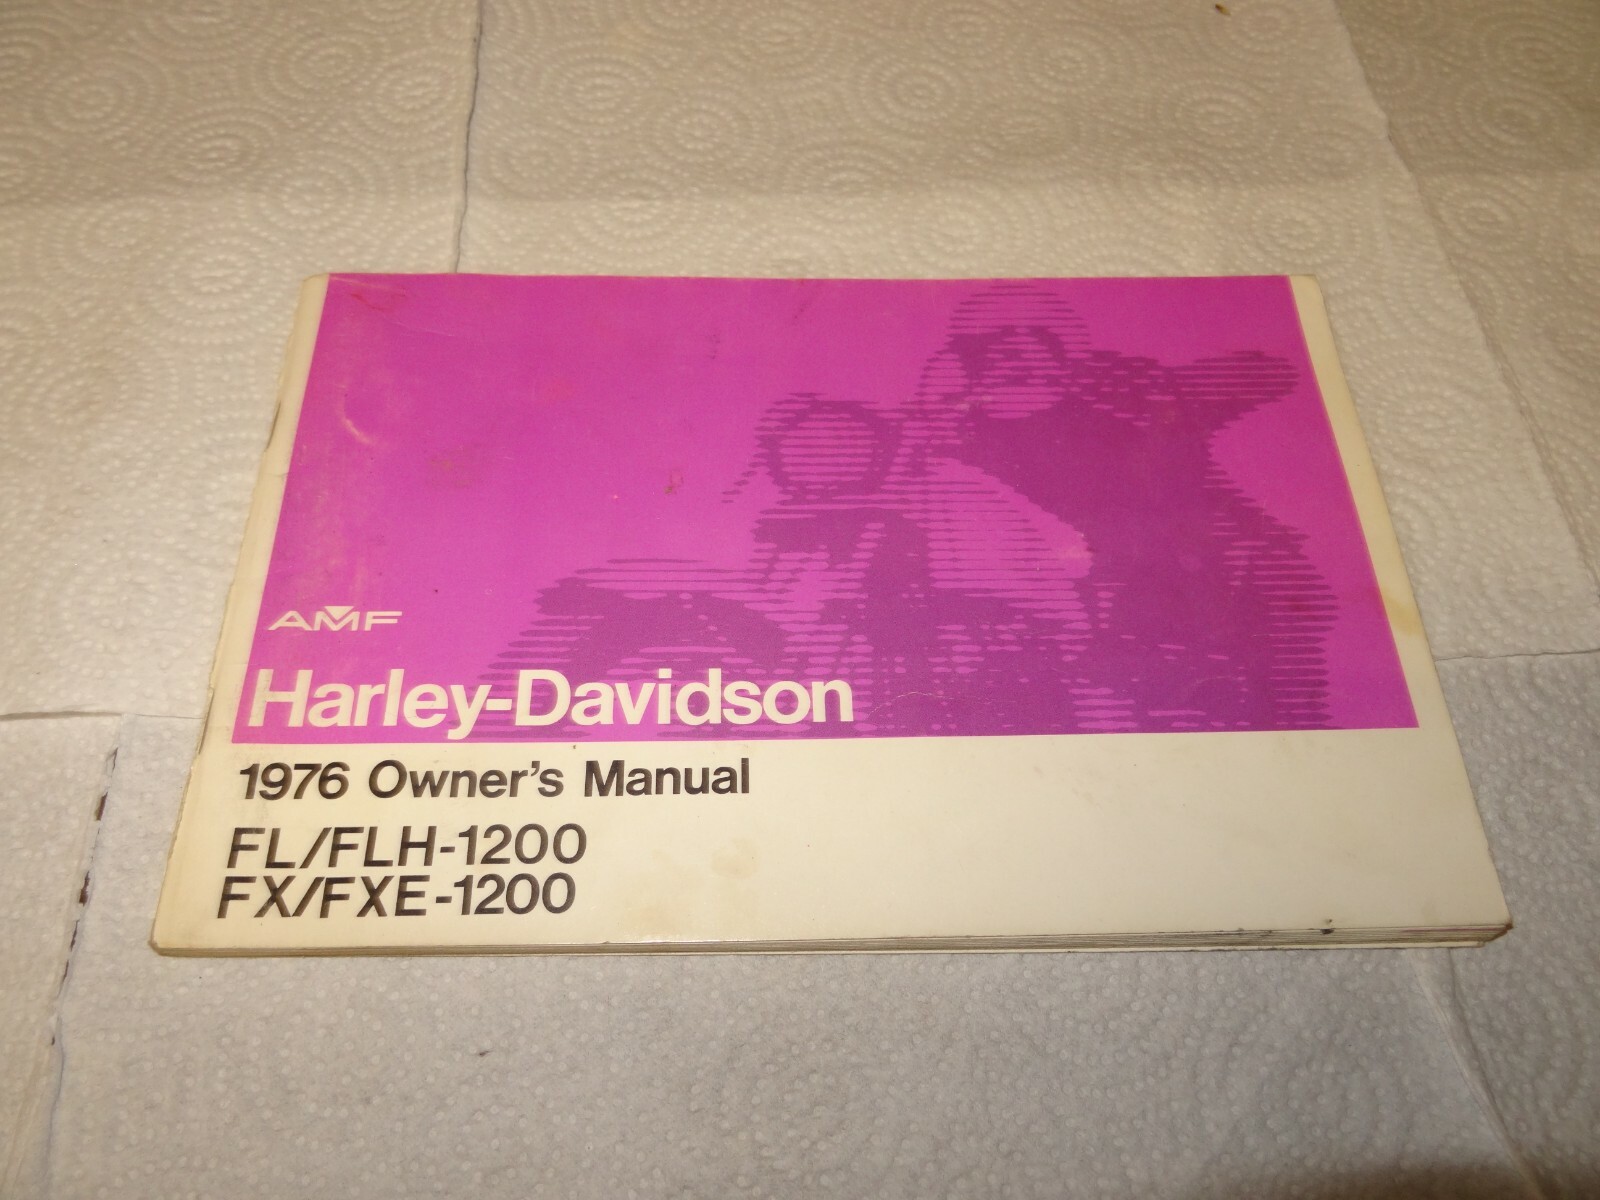 AMF
Harley-Davidson
1976 Owner's Manual
FL/FLH-1200
FX/FXE-1200